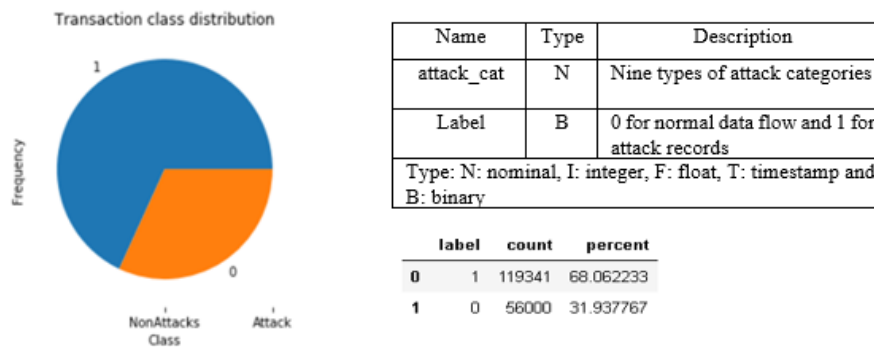 Transaction class distribution
1
Frequency
0
NonAttacks Attack
Class
Name Type Description
attack_cat N Nine types of attack categories
Label B 0 for normal data flow and 1 for
attack records
Type: N: nominal, I: integer, F: float, T: timestamp and
B: binary
label count percent
0 1 119341 68.062233
1 0 56000 31.937767